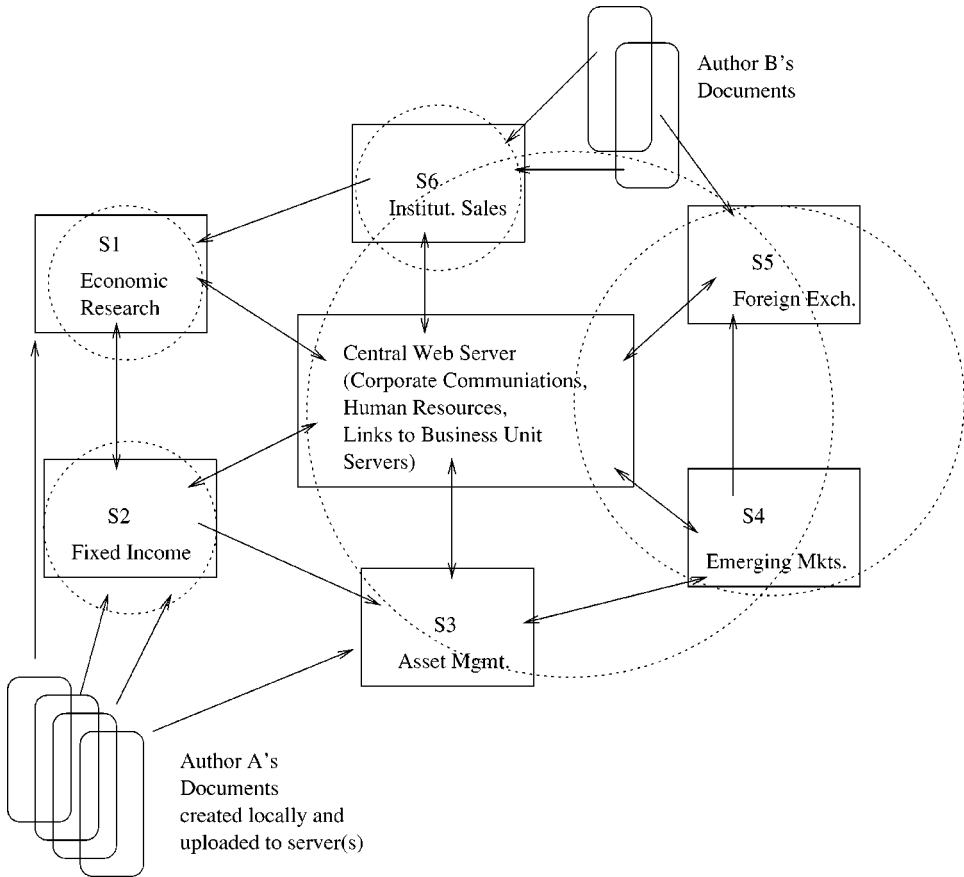 Author B's
Documents
S6
Institut. Sales
S1
Economic
Research
S5
Foreign Exch.
Central Web Server
(Corporate Communiations,
Human Resources,
Links to Business Unit
Servers)
S2
Fixed Income
S4
Emerging Mkts.
S3
Asset Mgmt.
Author A's
Documents
created locally and
uploaded to server(s)